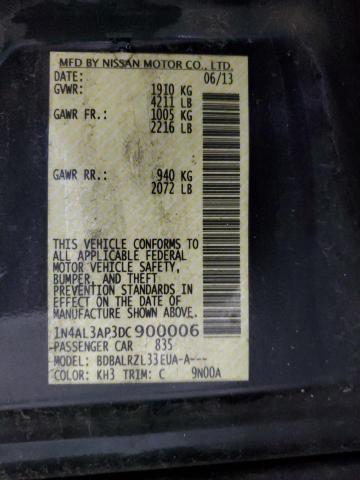 MFD BY NISSAN MOTOR CO., LTD.
DATE: 06/13
GVWR: 1910 KG
4211 LB
GAWR FR.: 1005 KG
2216 LB
GAWR RR.: 940 KG
2072 LB
THIS VEHICLE CONFORMS TO
ALL APPLICABLE FEDERAL
MOTOR VEHICLE SAFETY,
BUMPER, AND THEFT
PREVENTION STANDARDS IN
EFFECT ON THE DATE OF
MANUFACTURE SHOWN ABOVE.
1N4AL3AP3DC900006
PASSENGER CAR 835
MODEL: BDBALRZL33EUA-A---
COLOR: KH3 TRIM: C 9N00A